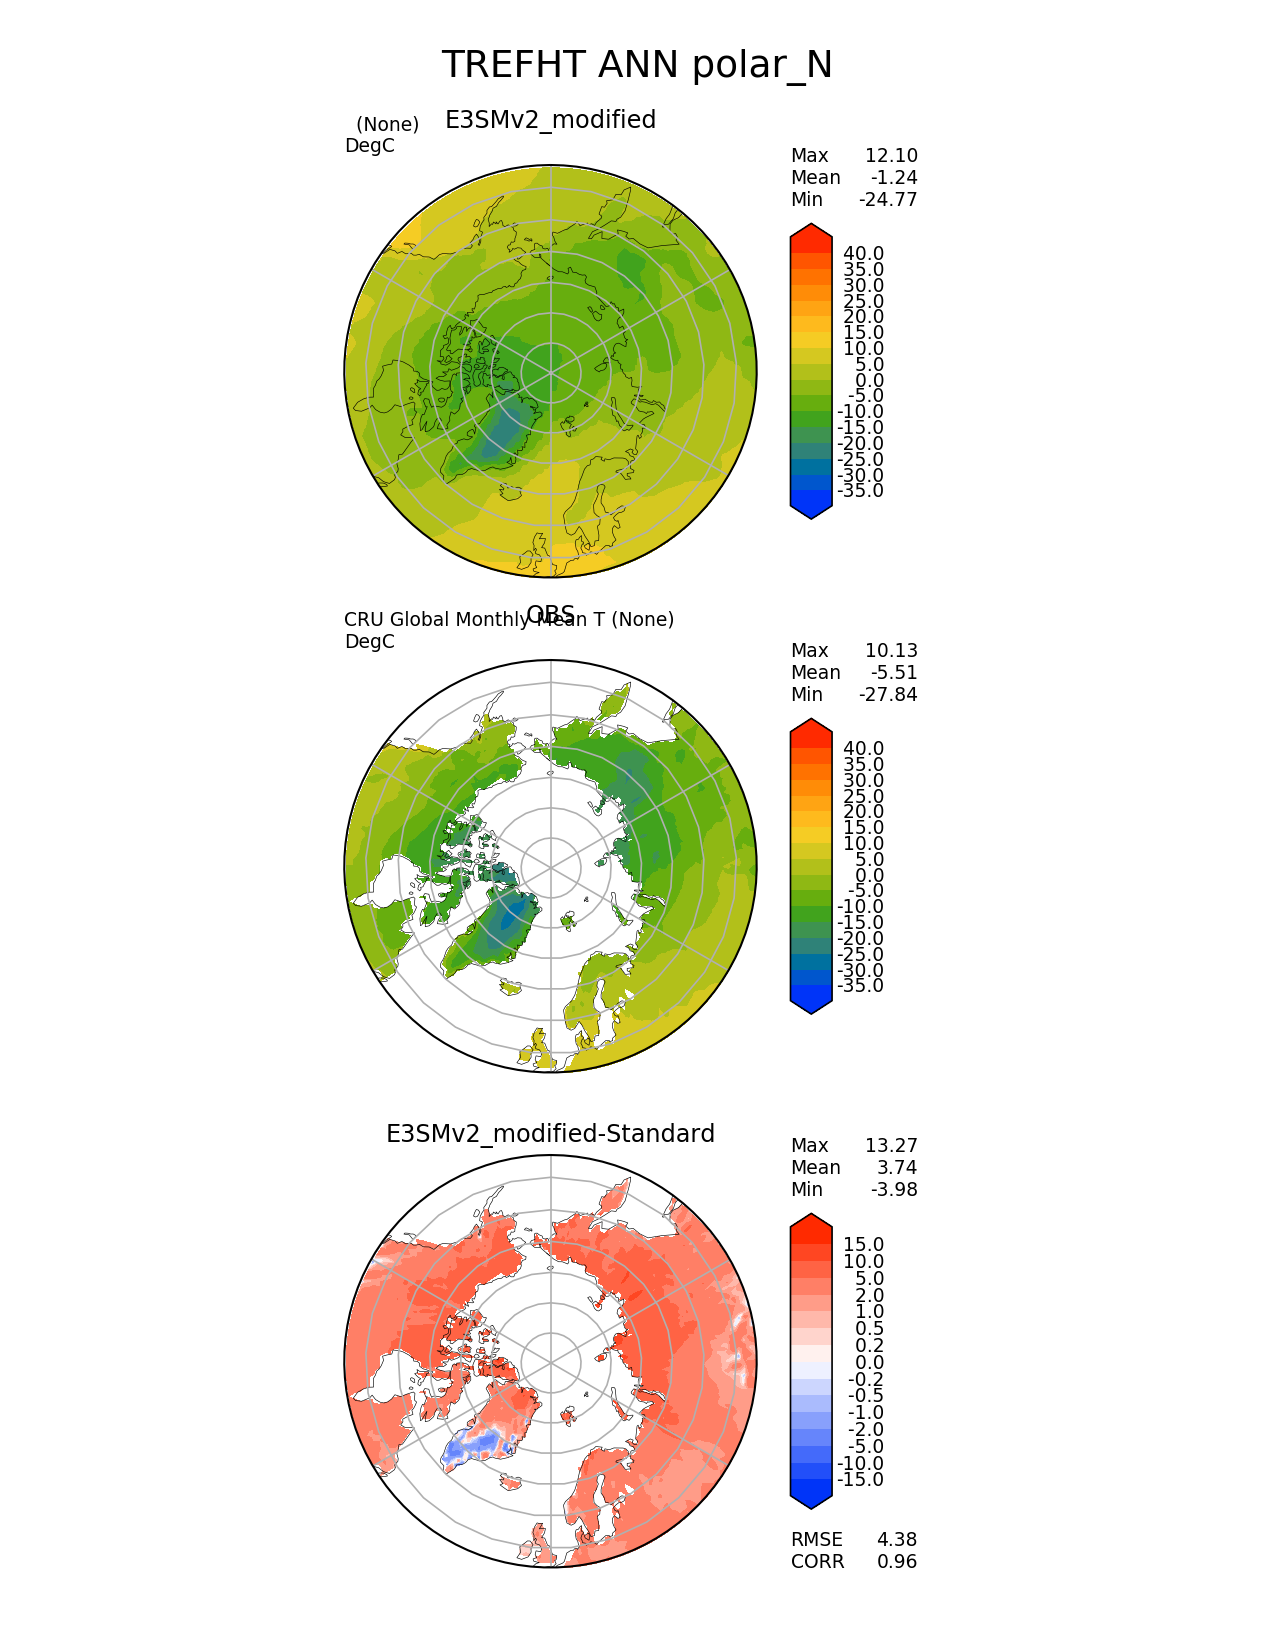 TREFHT ANN polar_N
(None) E3SMv2_modified
DegC
Max 12.10
Mean -1.24
Min -24.77
40.0
35.0
30.0
25.0
20.0
15.0
10.0
5.0
0.0
-5.0
-10.0
-15.0
-20.0
-25.0
-30.0
-35.0
OBS
CRU Global Monthly Mean T (None)
DegC
Max 10.13
Mean -5.51
Min -27.84
40.0
35.0
30.0
25.0
20.0
15.0
10.0
5.0
0.0
-5.0
-10.0
-15.0
-20.0
-25.0
-30.0
-35.0
E3SMv2_modified-Standard
Max 13.27
Mean 3.74
Min -3.98
15.0
10.0
5.0
2.0
1.0
0.5
0.2
0.0
-0.2
-0.5
-1.0
-2.0
-5.0
-10.0
-15.0
RMSE 4.38
CORR 0.96